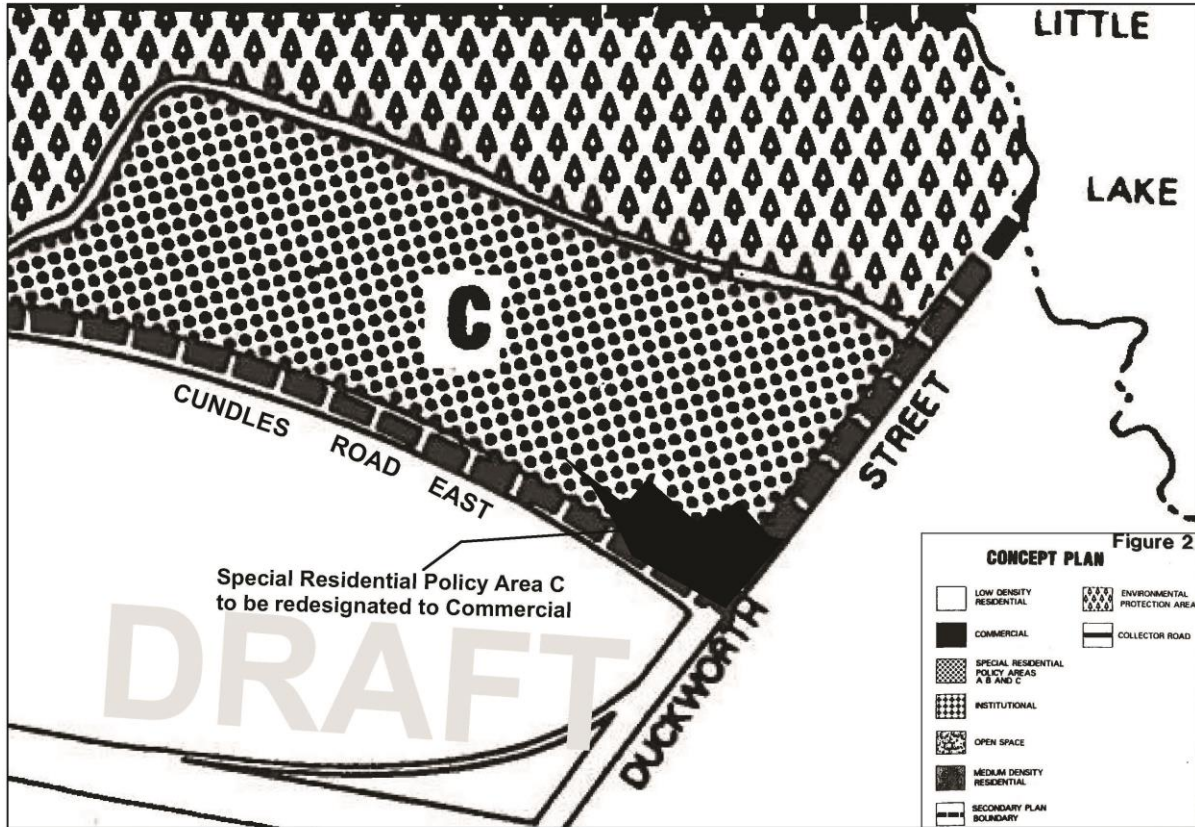 LITTLE
LAKE
C
CUNDLES ROAD EAST
STREET
DUCKWORTH
Special Residential Policy Area C
to be redesignated to Commercial
DRAFT
Figure 2
CONCEPT PLAN
LOW DENSITY
RESIDENTIAL
COMMERCIAL
SPECIAL RESIDENTIAL
POLICY AREAS
A B AND C
INSTITUTIONAL
OPEN SPACE
MEDIUM DENSITY
RESIDENTIAL
SECONDARY PLAN
BOUNDARY
ENVIRONMENTAL
PROTECTION AREA
COLLECTOR ROAD